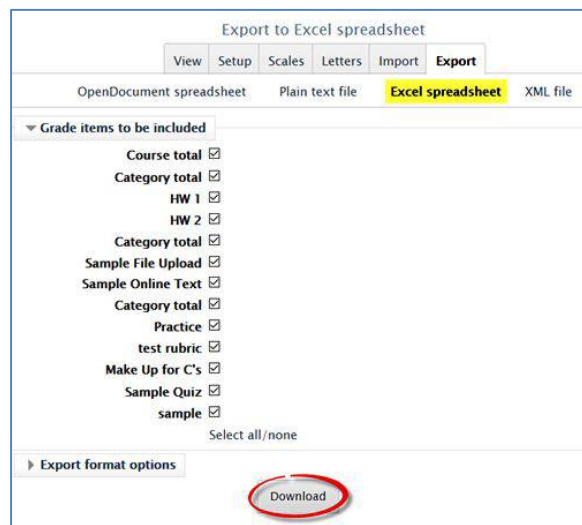 Export to Excel spreadsheet
View Setup Scales Letters Import Export
OpenDocument spreadsheet Plain text file Excel spreadsheet XML file
Grade items to be included
Course total
Category total
HW 1
HW 2
Category total
Sample File Upload
Sample Online Text
Category total
Practice
test rubric
Make Up for C's
Sample Quiz
sample
Select all/none
Export format options
Download